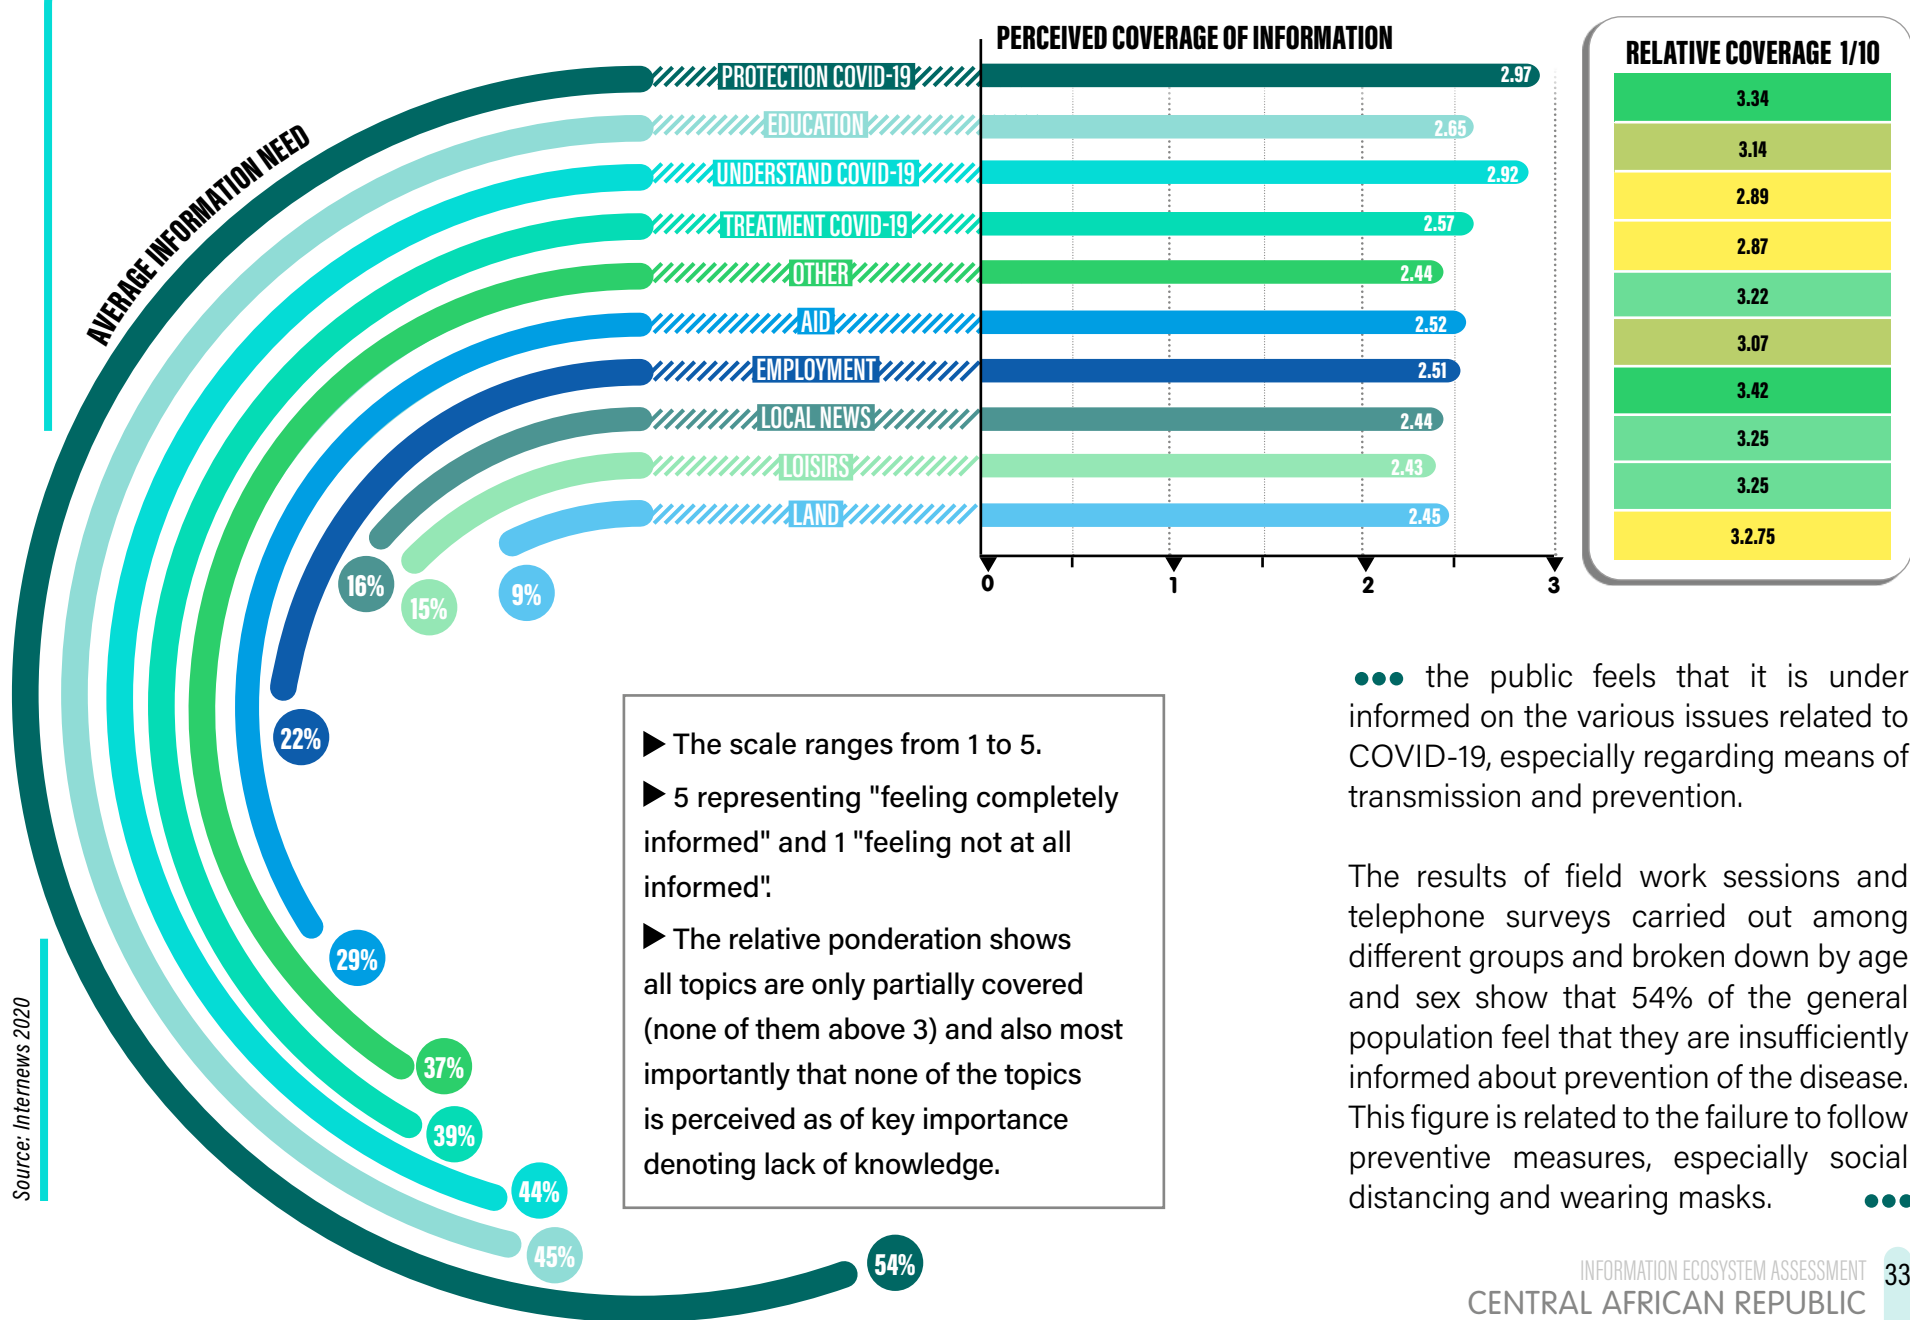 AVERAGE INFORMATION NEED
PERCEIVED COVERAGE OF INFORMATION
RELATIVE COVERAGE 1/10
PROTECTION COVID-19 2.97 3.34
EDUCATION 2.65 3.14
UNDERSTAND COVID-19 2.92 2.89
TREATMENT COVID-19 2.57 2.87
OTHER 2.44 3.22
AID 2.52 3.07
EMPLOYMENT 2.51 3.42
LOCAL NEWS 2.44 3.25
LOISIRS 2.43 3.25
LAND 2.45 3.2.75
0 1 2 3
16%
15%
9%
22%
29%
37%
39%
44%
45%
54%
▶ The scale ranges from 1 to 5.
▶ 5 representing "feeling completely
informed" and 1 "feeling not at all
informed".
▶ The relative ponderation shows
all topics are only partially covered
(none of them above 3) and also most
importantly that none of the topics
is perceived as of key importance
denoting lack of knowledge.
●●● the public feels that it is under
informed on the various issues related to
COVID-19, especially regarding means of
transmission and prevention.
The results of field work sessions and
telephone surveys carried out among
different groups and broken down by age
and sex show that 54% of the general
population feel that they are insufficiently
informed about prevention of the disease.
This figure is related to the failure to follow
preventive measures, especially social
distancing and wearing masks. ●●●
Source: Internews 2020
INFORMATION ECOSYSTEM ASSESSMENT
CENTRAL AFRICAN REPUBLIC
33